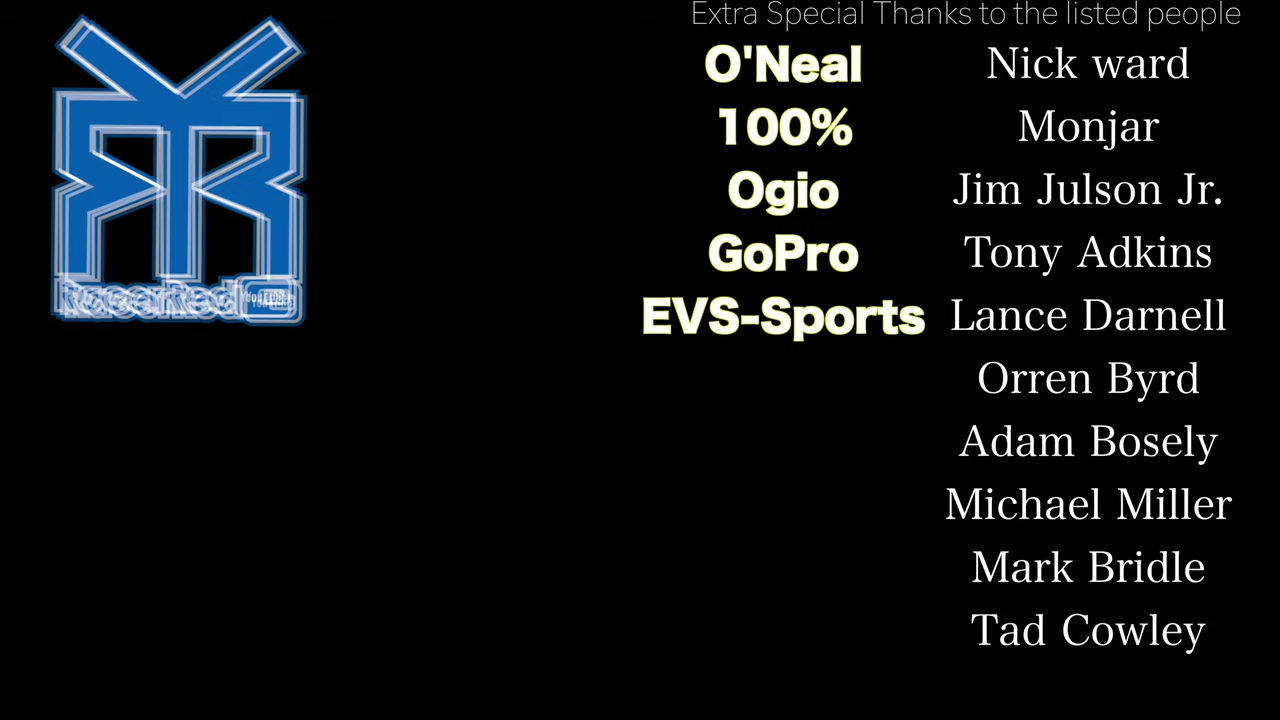 Extra Special Thanks to the listed people
O'Neal
100%
Ogio
GoPro
EVS-Sports
Nick ward
Monjar
Jim Julson Jr.
Tony Adkins
Lance Darnell
Orren Byrd
Adam Bosely
Michael Miller
Mark Bridle
Tad Cowley